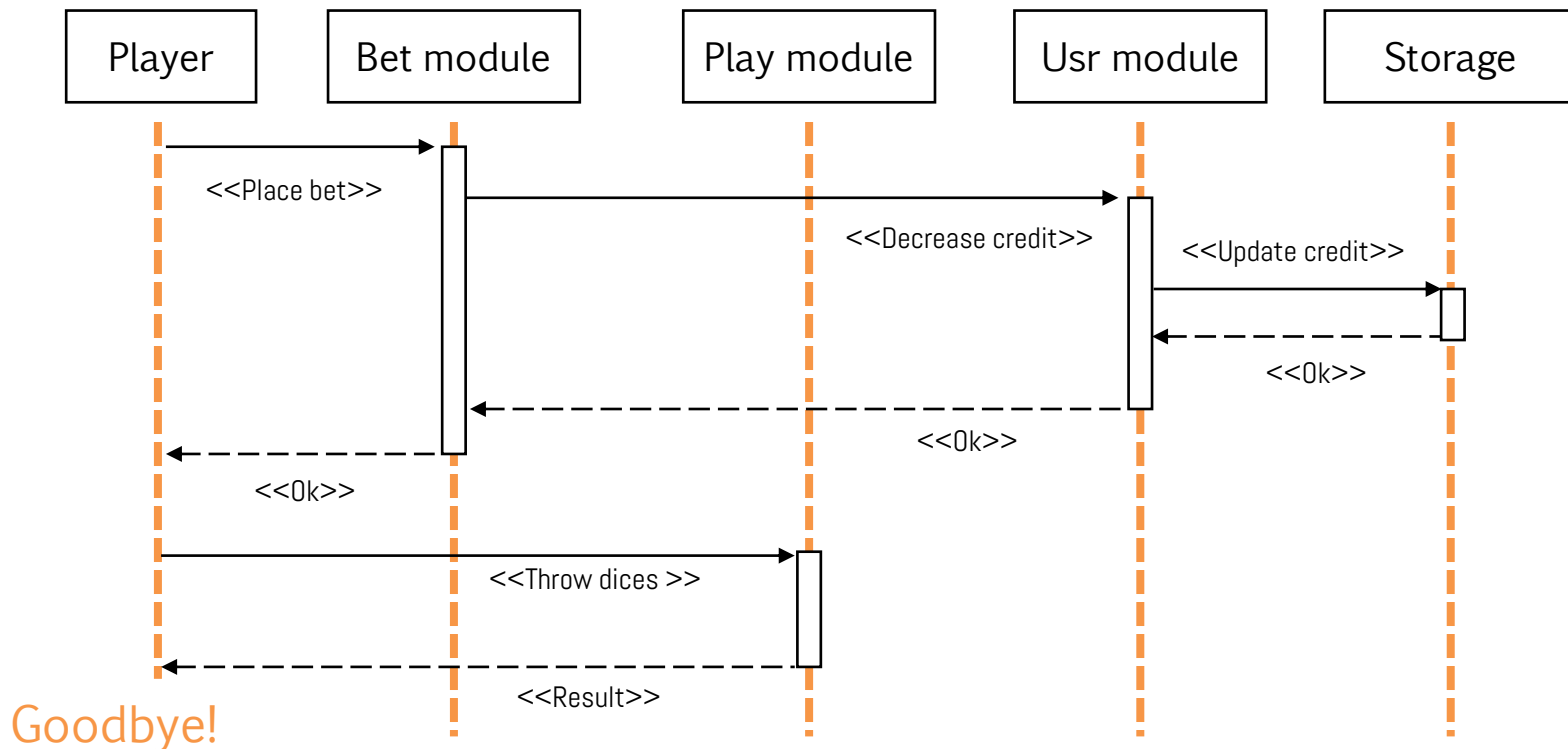 Player
Bet module
Play module
Usr module
Storage
<<Place bet>>
<<Decrease credit>>
<<Update credit>>
<<Ok>>
<<Ok>>
<<Ok>>
<<Throw dices >>
<<Result>>
Goodbye!